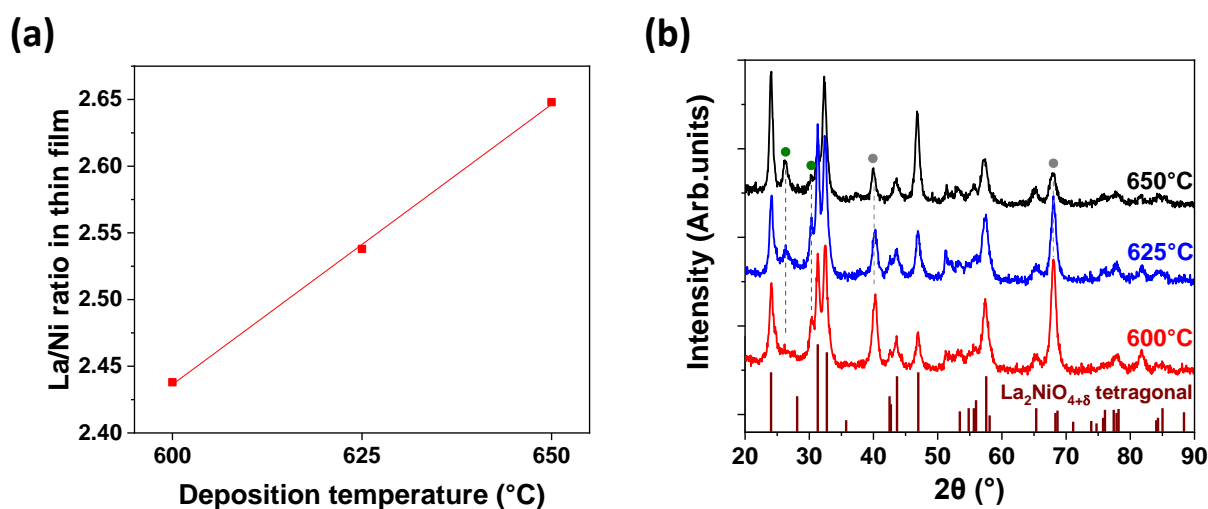 (a)
La/Ni ratio in thin film
2.65
2.60
2.55
2.50
2.45
2.40
600
625
650
Deposition temperature (°C)
(b)
Intensity (Arb.units)
650°C
625°C
600°C
La₂NiO₄₊δ tetragonal
20
30
40
50
60
70
80
90
2θ (°)